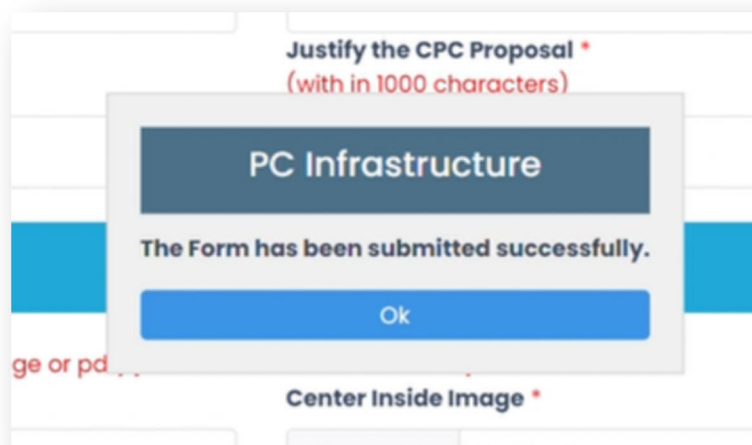 Justify the CPC Proposal *
(with in 1000 characters)
PC Infrastructure
The Form has been submitted successfully.
Ok
ge or pd
Center Inside Image *